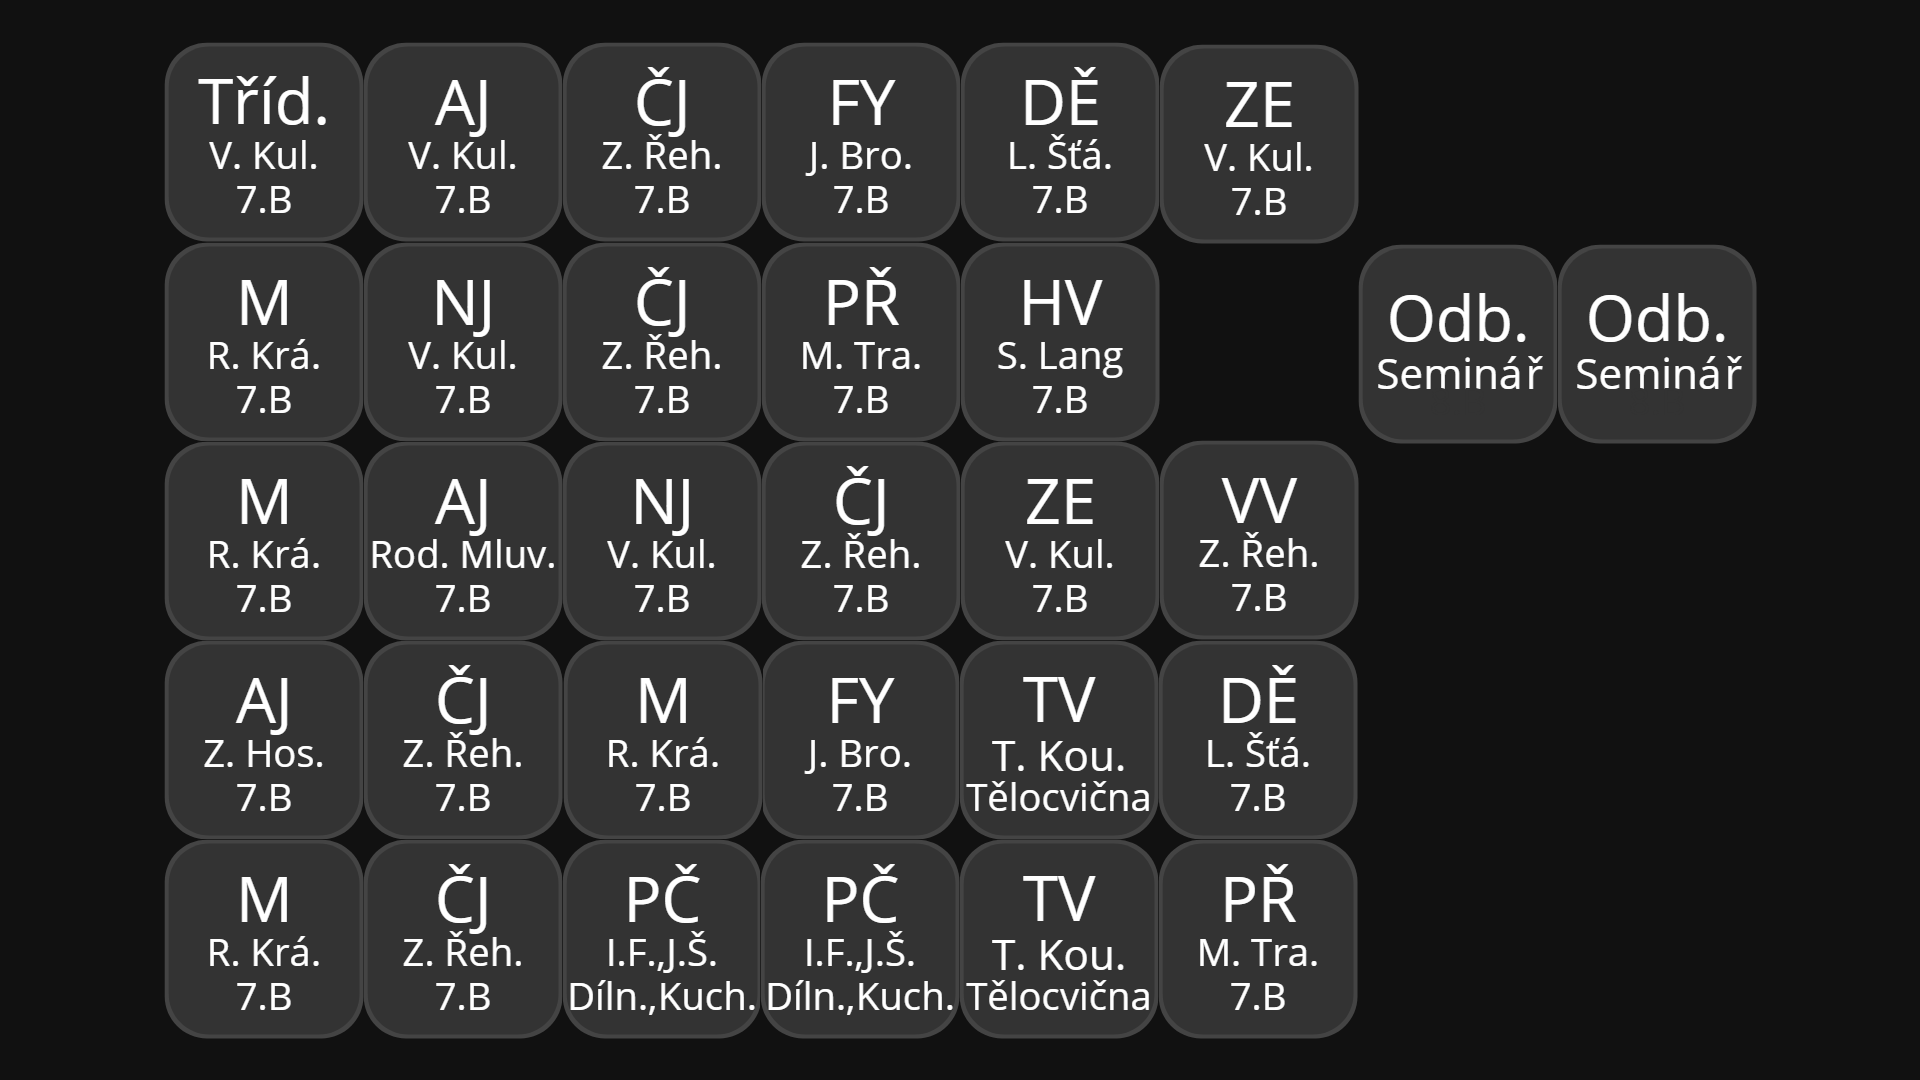 Tříd.
V. Kul.
7.B
AJ
V. Kul.
7.B
ČJ
Z. Řeh.
7.B
FY
J. Bro.
7.B
DĚ
L. Šťá.
7.B
ZE
V. Kul.
7.B
M
R. Krá.
7.B
NJ
V. Kul.
7.B
ČJ
Z. Řeh.
7.B
PŘ
M. Tra.
7.B
HV
S. Lang
7.B
Odb.
Seminář
Odb.
Seminář
M
R. Krá.
7.B
AJ
Rod. Mluv.
7.B
NJ
V. Kul.
7.B
ČJ
Z. Řeh.
7.B
ZE
V. Kul.
7.B
VV
Z. Řeh.
7.B
AJ
Z. Hos.
7.B
ČJ
Z. Řeh.
7.B
M
R. Krá.
7.B
FY
J. Bro.
7.B
TV
T. Kou.
Tělocvična
DĚ
L. Šťá.
7.B
M
R. Krá.
7.B
ČJ
Z. Řeh.
7.B
PČ
I.F.,J.Š.
Díln.,Kuch.
PČ
I.F.,J.Š.
Díln.,Kuch.
TV
T. Kou.
Tělocvična
PŘ
M. Tra.
7.B